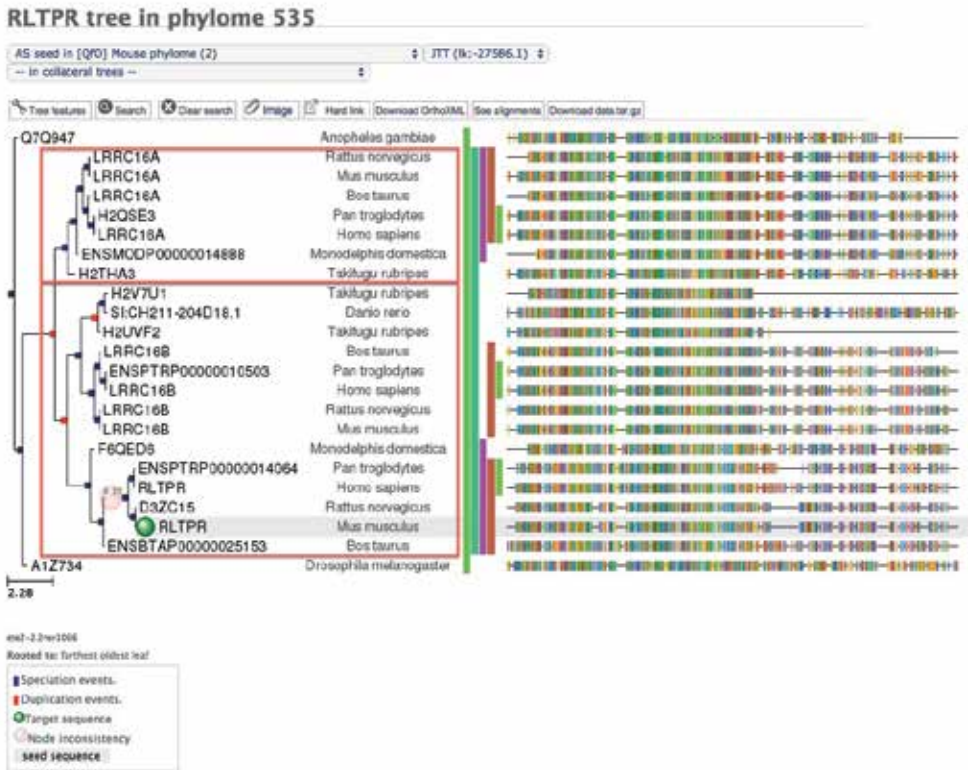 RLTPR tree in phylome 535
AS seed in [QfO] Mouse phylome (2) JTT (lk:-27586.1)
-- in collateral trees --
Tree features Search Clear search Image Hard link Download OrthoXML See alignments Download data.tar.gz
Q7Q947 Anopheles gambiae
LRRC16A Rattus norvegicus
LRRC16A Mus musculus
LRRC16A Bos taurus
H2QSE3 Pan troglodytes
LRRC16A Homo sapiens
ENSMODP00000014888 Monodelphis domestica
H2THA3 Takifugu rubripes
H2V7U1 Takifugu rubripes
SI:CH211-204D18.1 Danio rerio
H2UVF2 Takifugu rubripes
LRRC16B Bos taurus
ENSPTRP00000010503 Pan troglodytes
LRRC16B Homo sapiens
LRRC16B Rattus norvegicus
LRRC16B Mus musculus
F6QED6 Monodelphis domestica
ENSPTRP00000014064 Pan troglodytes
RLTPR Homo sapiens
D3ZC15 Rattus norvegicus
RLTPR Mus musculus
ENSBTAP00000025153 Bos taurus
A1Z734 Drosophila melanogaster
2.28
Rooted to: farthest oldest leaf
Speciation events.
Duplication events.
Target sequence
Node inconsistency
seed sequence